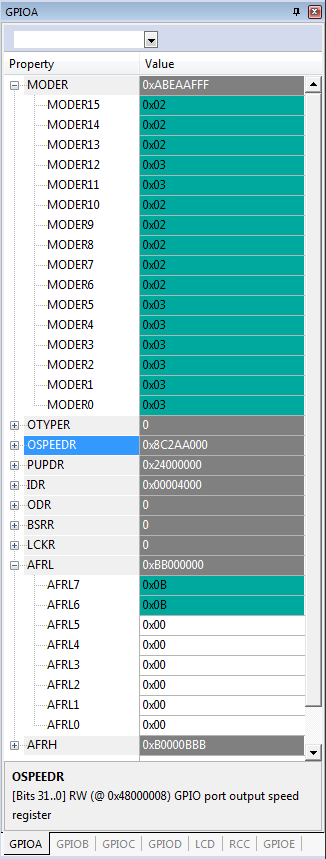 GPIOA
Property Value
MODER 0xABEAAFFF
MODER15 0x02
MODER14 0x02
MODER13 0x02
MODER12 0x03
MODER11 0x03
MODER10 0x02
MODER9 0x02
MODER8 0x02
MODER7 0x02
MODER6 0x02
MODER5 0x03
MODER4 0x03
MODER3 0x03
MODER2 0x03
MODER1 0x03
MODER0 0x03
OTYPER 0
OSPEEDR 0x8C2AA000
PUPDR 0x24000000
IDR 0x00004000
ODR 0
BSRR 0
LCKR 0
AFRL 0xBB000000
AFRL7 0x0B
AFRL6 0x0B
AFRL5 0x00
AFRL4 0x00
AFRL3 0x00
AFRL2 0x00
AFRL1 0x00
AFRL0 0x00
AFRH 0xB0000BBB
OSPEEDR
[Bits 31..0] RW (@ 0x48000008) GPIO port output speed
register
GPIOA GPIOB GPIOC GPIOD LCD RCC GPIOE